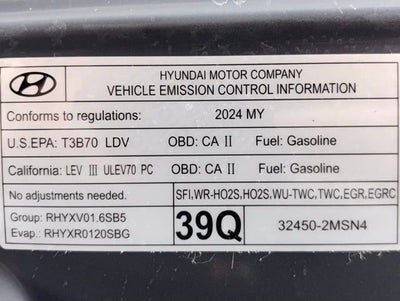 HYUNDAI MOTOR COMPANY
VEHICLE EMISSION CONTROL INFORMATION
Conforms to regulations: 2024 MY
U.S.EPA: T3B70 LDV OBD: CA II Fuel: Gasoline
California: LEV III ULEV70 PC OBD: CA II Fuel: Gasoline
No adjustments needed. SFI,WR-HO2S,HO2S,WU-TWC,TWC,EGR,EGRC
Group: RHYXV01.6SB5
Evap.: RHYXR0120SBG
39Q
32450-2MSN4